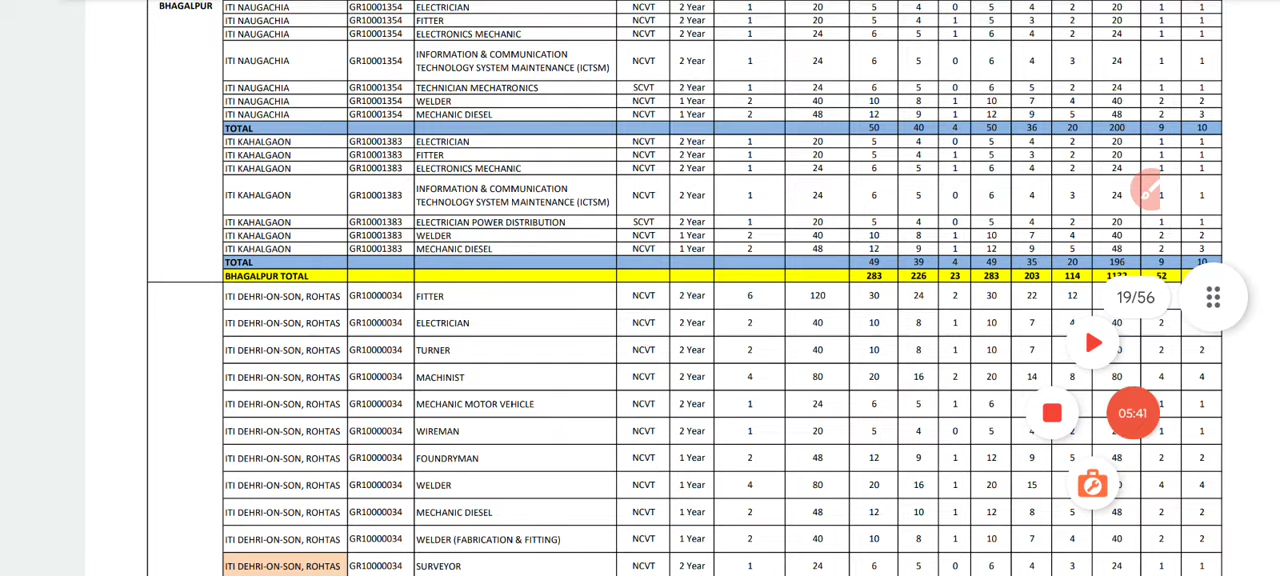 BHAGALPUR ITI NAUGACHIA GR10001354 ELECTRICIAN NCVT 2 Year 1 20 5 4 0 5 4 2 20 1 1
ITI NAUGACHIA GR10001354 FITTER NCVT 2 Year 1 20 5 4 1 5 3 2 20 1 1
ITI NAUGACHIA GR10001354 ELECTRONICS MECHANIC NCVT 2 Year 1 24 6 5 1 6 4 2 24 1 1
ITI NAUGACHIA GR10001354 INFORMATION & COMMUNICATION
TECHNOLOGY SYSTEM MAINTENANCE (ICTSM) NCVT 2 Year 1 24 6 5 0 6 4 3 24 1 1
ITI NAUGACHIA GR10001354 TECHNICIAN MECHATRONICS SCVT 2 Year 1 24 6 5 0 6 5 2 24 1 1
ITI NAUGACHIA GR10001354 WELDER NCVT 1 Year 2 40 10 8 1 10 7 4 40 2 2
ITI NAUGACHIA GR10001354 MECHANIC DIESEL NCVT 1 Year 2 48 12 9 1 12 9 5 48 2 3
TOTAL 50 40 4 50 36 20 200 9 10
ITI KAHALGAON GR10001383 ELECTRICIAN NCVT 2 Year 1 20 5 4 0 5 4 2 20 1 1
ITI KAHALGAON GR10001383 FITTER NCVT 2 Year 1 20 5 4 1 5 3 2 20 1 1
ITI KAHALGAON GR10001383 ELECTRONICS MECHANIC NCVT 2 Year 1 24 6 5 1 6 4 2 24 1 1
ITI KAHALGAON GR10001383 INFORMATION & COMMUNICATION
TECHNOLOGY SYSTEM MAINTENANCE (ICTSM) NCVT 2 Year 1 24 6 5 0 6 4 3 24 1 1
ITI KAHALGAON GR10001383 ELECTRICIAN POWER DISTRIBUTION SCVT 2 Year 1 20 5 4 0 5 4 2 20 1 1
ITI KAHALGAON GR10001383 WELDER NCVT 1 Year 2 40 10 8 1 10 7 4 40 2 2
ITI KAHALGAON GR10001383 MECHANIC DIESEL NCVT 1 Year 2 48 12 9 1 12 9 5 48 2 3
TOTAL 49 39 4 49 35 20 196 9 10
BHAGALPUR TOTAL 283 226 23 283 203 114 52
ITI DEHRI-ON-SON, ROHTAS GR10000034 FITTER NCVT 2 Year 6 120 30 24 2 30 22 12 19/56
ITI DEHRI-ON-SON, ROHTAS GR10000034 ELECTRICIAN NCVT 2 Year 2 40 10 8 1 10 7 4 40 2
ITI DEHRI-ON-SON, ROHTAS GR10000034 TURNER NCVT 2 Year 2 40 10 8 1 10 7 2 2
ITI DEHRI-ON-SON, ROHTAS GR10000034 MACHINIST NCVT 2 Year 4 80 20 16 2 20 14 8 80 4 4
ITI DEHRI-ON-SON, ROHTAS GR10000034 MECHANIC MOTOR VEHICLE NCVT 2 Year 1 24 6 5 1 6 1 1
05:41
ITI DEHRI-ON-SON, ROHTAS GR10000034 WIREMAN NCVT 2 Year 1 20 5 4 0 5 1 1
ITI DEHRI-ON-SON, ROHTAS GR10000034 FOUNDRYMAN NCVT 1 Year 2 48 12 9 1 12 9 5 48 2 2
ITI DEHRI-ON-SON, ROHTAS GR10000034 WELDER NCVT 1 Year 4 80 20 16 1 20 15 4 4
ITI DEHRI-ON-SON, ROHTAS GR10000034 MECHANIC DIESEL NCVT 1 Year 2 48 12 10 1 12 8 5 48 2 2
ITI DEHRI-ON-SON, ROHTAS GR10000034 WELDER (FABRICATION & FITTING) NCVT 1 Year 2 40 10 8 1 10 7 4 40 2 2
ITI DEHRI-ON-SON, ROHTAS GR10000034 SURVEYOR NCVT 2 Year 1 24 6 5 0 6 4 3 24 1 1